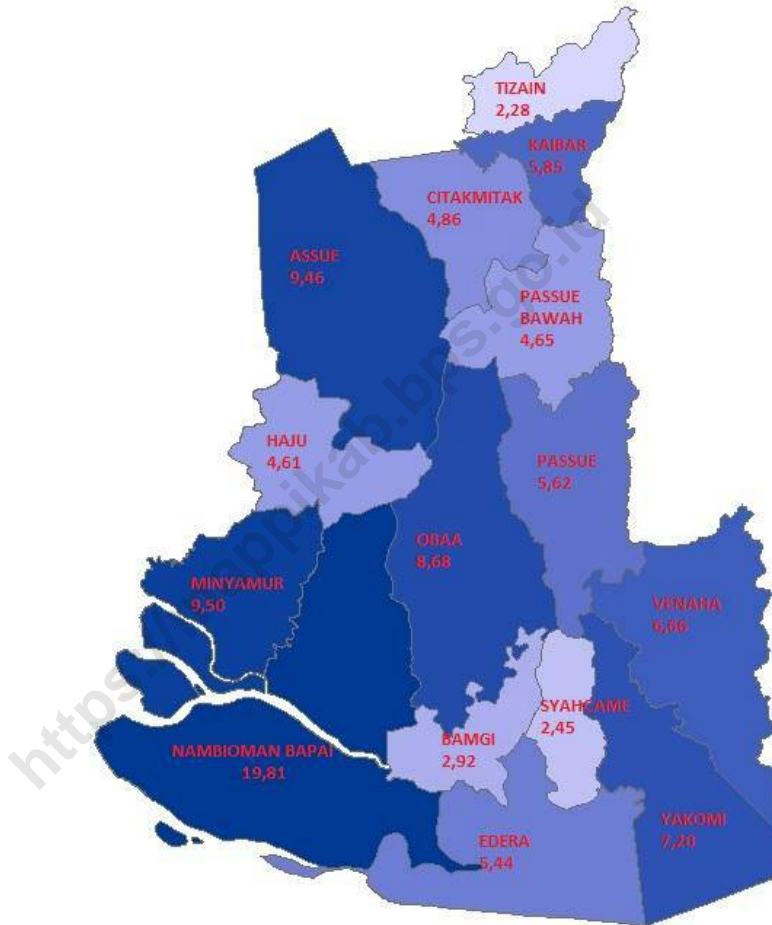 TIZAIN
2,28
KAIBAR
5,85
CITAKMITAK
4,86
ASSUE
9,46
PASSUE
BAWAH
4,65
HAJU
4,61
PASSUE
5,62
OBAA
8,68
MINYAMUR
9,50
VENAHA
6,66
SYAHCAME
2,45
BAMGI
2,92
NAMBIOMAN BAPAI
19,81
YAKOMI
7,20
EDERA
5,44
https://mappikab.bps.go.id